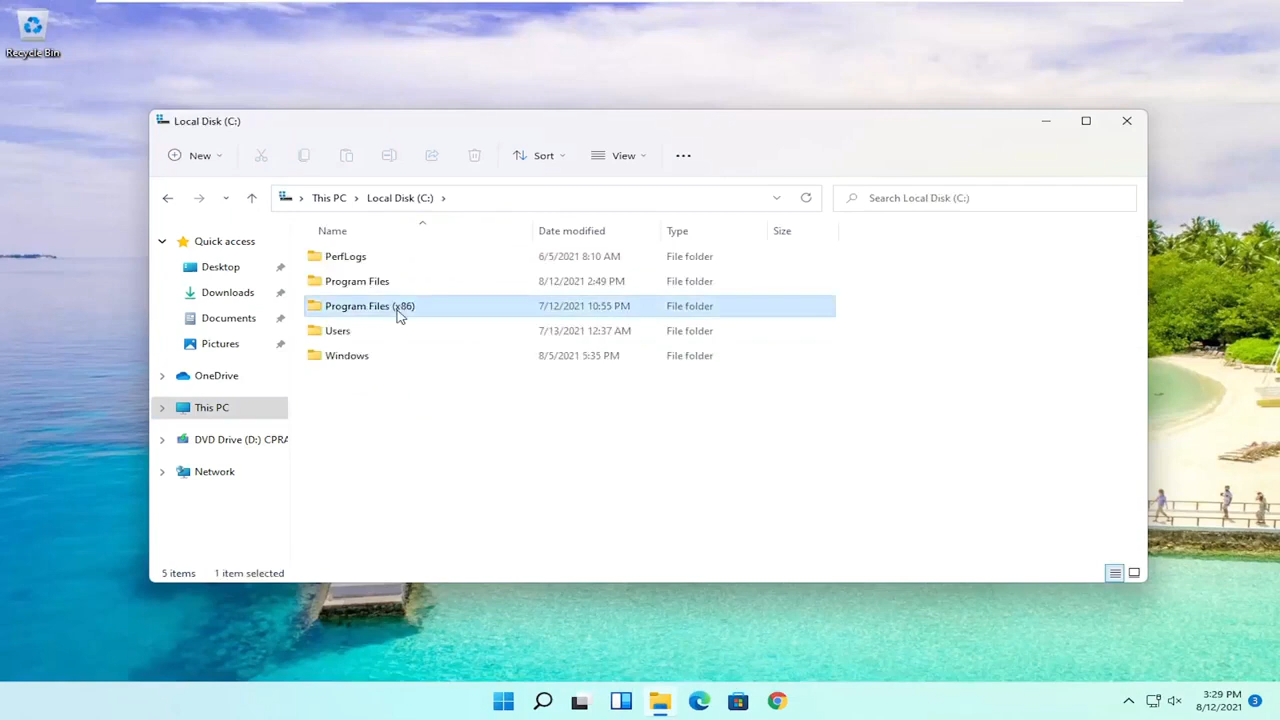 Recycle Bin
Local Disk (C:)
New
Sort
View
This PC
Local Disk (C:)
Search Local Disk (C:)
Name
Date modified
Type
Size
Quick access
Desktop
Downloads
Documents
Pictures
OneDrive
This PC
DVD Drive (D:) CPRA
Network
PerfLogs 6/5/2021 8:10 AM File folder
Program Files 8/12/2021 2:49 PM File folder
Program Files (x86) 7/12/2021 10:55 PM File folder
Users 7/13/2021 12:37 AM File folder
Windows 8/5/2021 5:35 PM File folder
5 items 1 item selected
3:29 PM
8/12/2021
3